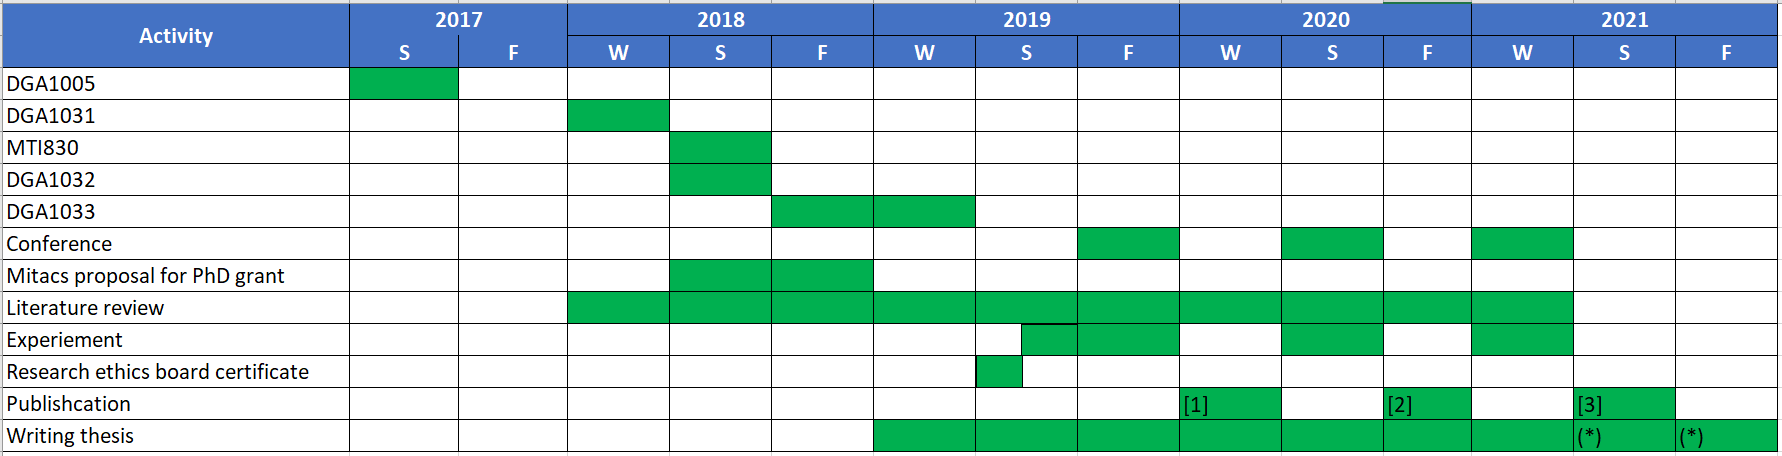 Activity 2017 2018 2019 2020 2021
S F W S F W S F W S F W S F
DGA1005
DGA1031
MTI830
DGA1032
DGA1033
Conference
Mitacs proposal for PhD grant
Literature review
Experiement
Research ethics board certificate
Publishcation [1] [2] [3]
Writing thesis (*) (*)